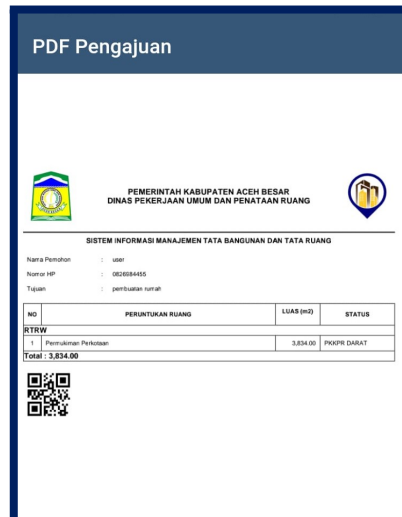 PDF Pengajuan
PEMERINTAH KABUPATEN ACEH BESAR
DINAS PEKERJAAN UMUM DAN PENATAAN RUANG
SISTEM INFORMASI MANAJEMEN TATA BANGUNAN DAN TATA RUANG
Nama Pemohon : user
Nomor HP : 0826984455
Tujuan : pembuatan rumah
NO PERUNTUKAN RUANG LUAS (m2) STATUS
RTRW
1 Permukiman Perkotaan 3,834.00 PKKPR DARAT
Total : 3,834.00